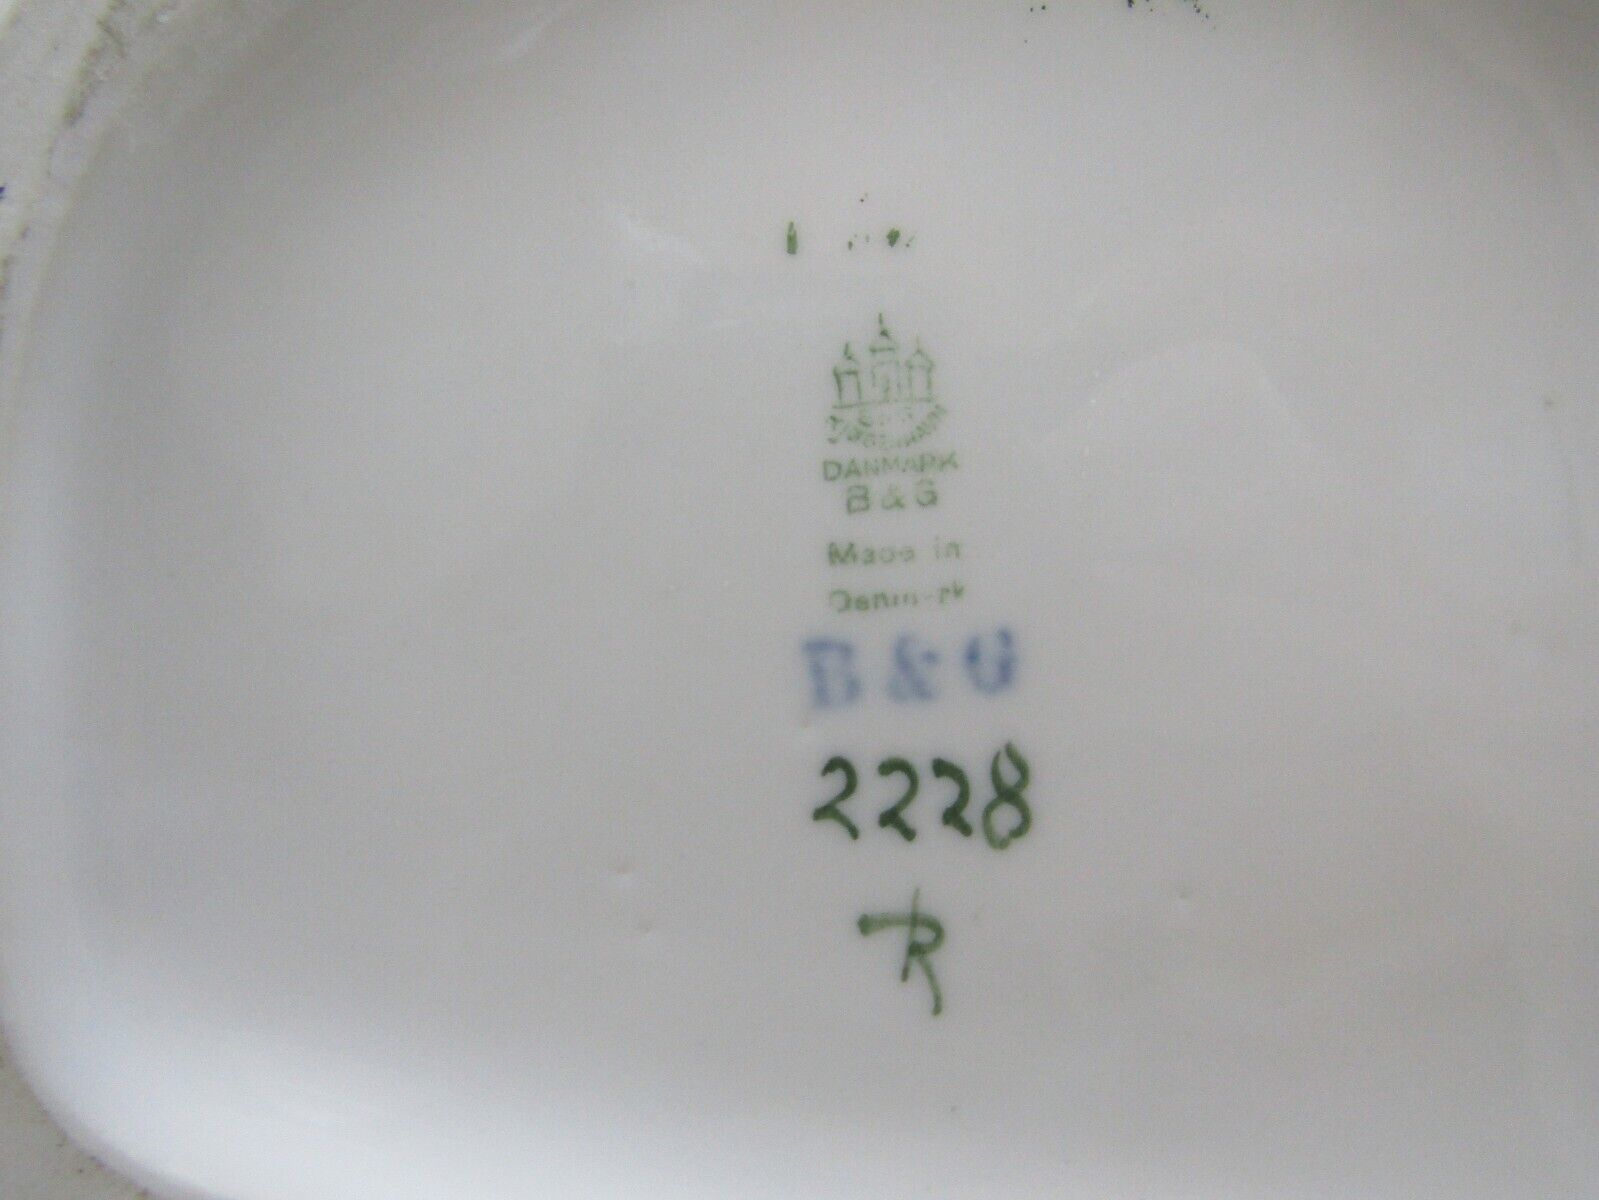 DANMARK
B & G
Made in
Denmark
B & G
2228
R